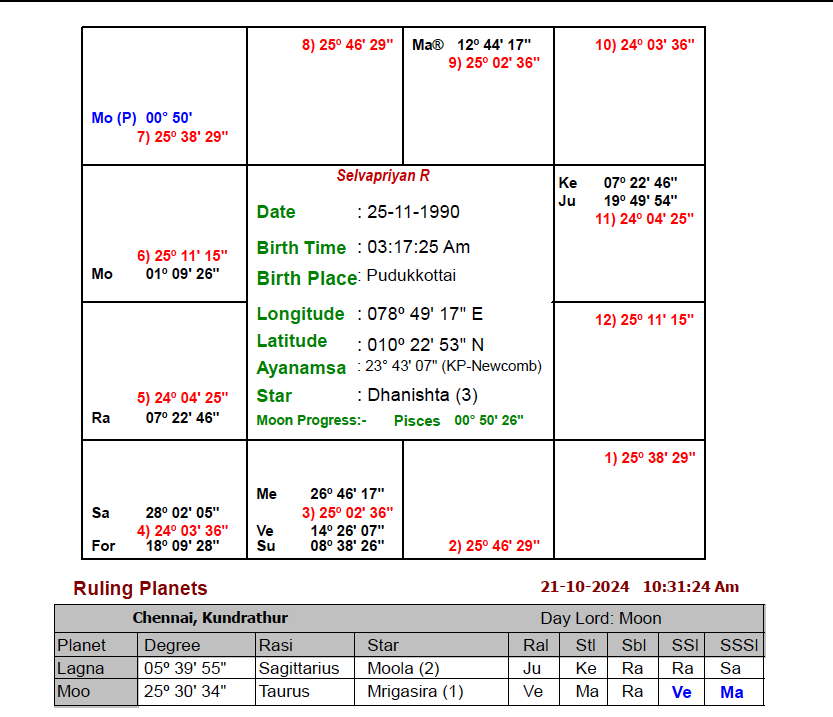 8) 25º 46' 29"
Ma® 12º 44' 17"
9) 25º 02' 36"
10) 24º 03' 36"
Mo (P) 00° 50'
7) 25º 38' 29"
Selvapriyan R
Date : 25-11-1990
Birth Time : 03:17:25 Am
Birth Place : Pudukkottai
Longitude : 078º 49' 17" E
Latitude : 010º 22' 53" N
Ayanamsa : 23° 43' 07" (KP-Newcomb)
Star : Dhanishta (3)
Moon Progress:- Pisces 00° 50' 26"
Ke 07º 22' 46"
Ju 19º 49' 54"
11) 24º 04' 25"
6) 25º 11' 15"
Mo 01º 09' 26"
12) 25º 11' 15"
5) 24º 04' 25"
Ra 07º 22' 46"
1) 25º 38' 29"
Sa 28º 02' 05"
4) 24º 03' 36"
For 18º 09' 28"
Me 26º 46' 17"
3) 25º 02' 36"
Ve 14º 26' 07"
Su 08º 38' 26"
2) 25º 46' 29"
Ruling Planets 21-10-2024 10:31:24 Am
Chennai, Kundrathur Day Lord: Moon
Planet Degree Rasi Star Ral Stl Sbl SSl SSSl
Lagna 05º 39' 55" Sagittarius Moola (2) Ju Ke Ra Ra Sa
Moo 25º 30' 34" Taurus Mrigasira (1) Ve Ma Ra Ve Ma